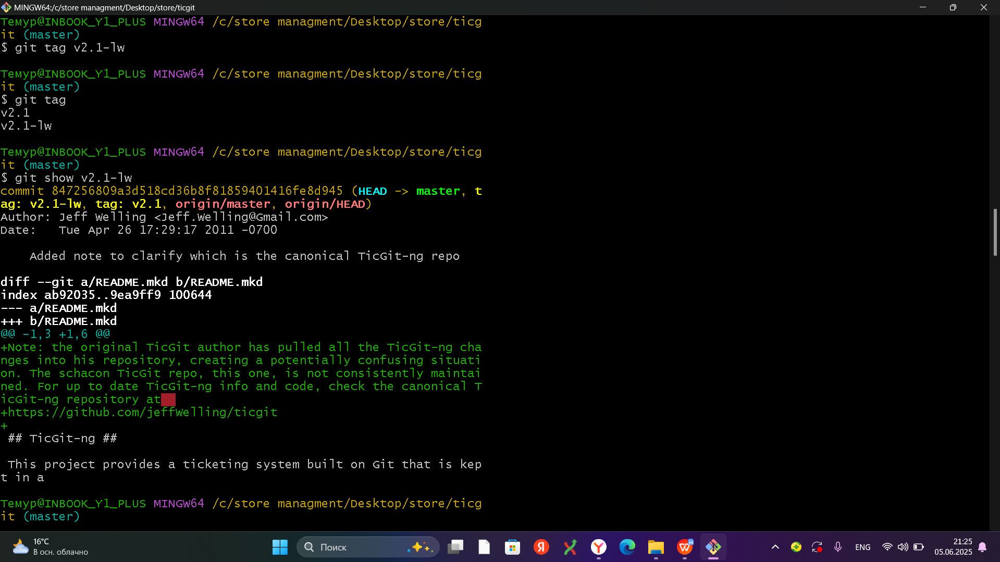 MINGW64:/c/store managment/Desktop/store/ticgit
Темур@INBOOK_Y1_PLUS MINGW64 /c/store managment/Desktop/store/ticg
it (master)
$ git tag v2.1-lw
Темур@INBOOK_Y1_PLUS MINGW64 /c/store managment/Desktop/store/ticg
it (master)
$ git tag
v2.1
v2.1-lw
Темур@INBOOK_Y1_PLUS MINGW64 /c/store managment/Desktop/store/ticg
it (master)
$ git show v2.1-lw
commit 847256809a3d518cd36b8f81859401416fe8d945 (HEAD -> master, t
ag: v2.1-lw, tag: v2.1, origin/master, origin/HEAD)
Author: Jeff Welling <Jeff.Welling@Gmail.com>
Date:   Tue Apr 26 17:29:17 2011 -0700
    Added note to clarify which is the canonical TicGit-ng repo
diff --git a/README.mkd b/README.mkd
index ab92035..9ea9ff9 100644
--- a/README.mkd
+++ b/README.mkd
@@ -1,3 +1,6 @@
+Note: the original TicGit author has pulled all the TicGit-ng cha
nges into his repository, creating a potentially confusing situati
on. The schacon TicGit repo, this one, is not consistently maintai
ned. For up to date TicGit-ng info and code, check the canonical T
icGit-ng repository at
+https://github.com/jeffWelling/ticgit
+
 ## TicGit-ng ##
 This project provides a ticketing system built on Git that is kep
t in a
Темур@INBOOK_Y1_PLUS MINGW64 /c/store managment/Desktop/store/ticg
it (master)
16°C
В осн. облачно
Поиск
ENG
21:25
05.06.2025